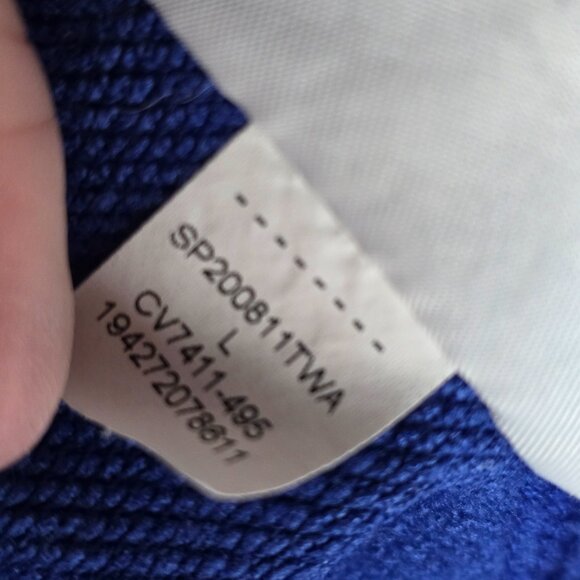 --------
SP200811TWA
L
CV7411-495
194272078611